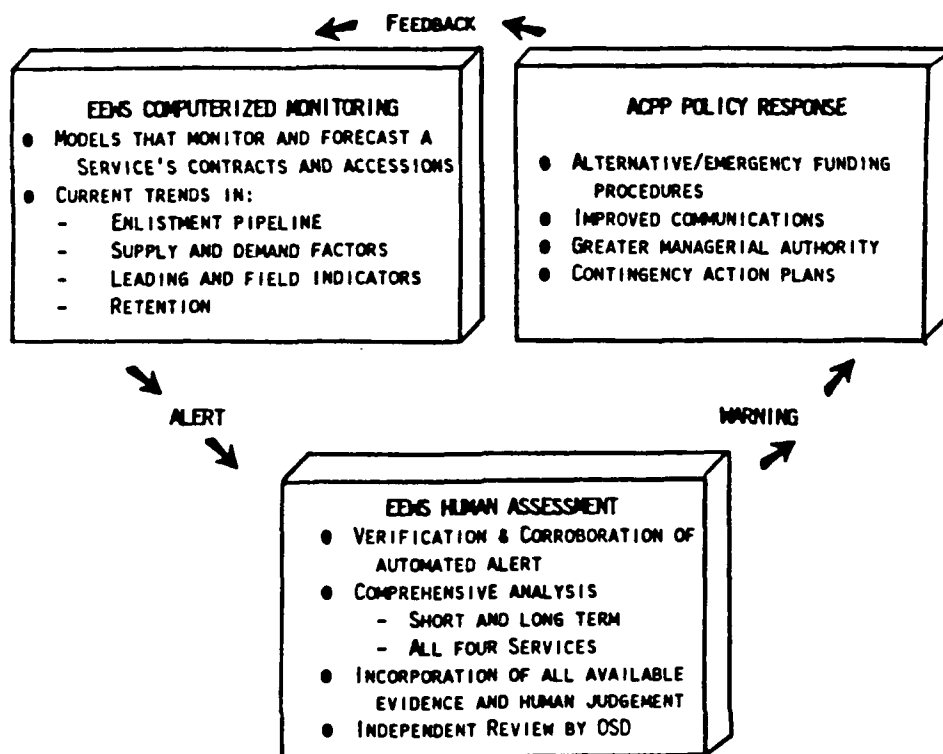 FEEDBACK
EEWS COMPUTERIZED MONITORING
● MODELS THAT MONITOR AND FORECAST A
SERVICE'S CONTRACTS AND ACCESSIONS
● CURRENT TRENDS IN:
- ENLISTMENT PIPELINE
- SUPPLY AND DEMAND FACTORS
- LEADING AND FIELD INDICATORS
- RETENTION
ACPP POLICY RESPONSE
● ALTERNATIVE/EMERGENCY FUNDING
PROCEDURES
● IMPROVED COMMUNICATIONS
● GREATER MANAGERIAL AUTHORITY
● CONTINGENCY ACTION PLANS
ALERT
WARNING
EEWS HUMAN ASSESSMENT
● VERIFICATION & CORROBORATION OF
AUTOMATED ALERT
● COMPREHENSIVE ANALYSIS
- SHORT AND LONG TERM
- ALL FOUR SERVICES
● INCORPORATION OF ALL AVAILABLE
EVIDENCE AND HUMAN JUDGEMENT
● INDEPENDENT REVIEW BY OSD